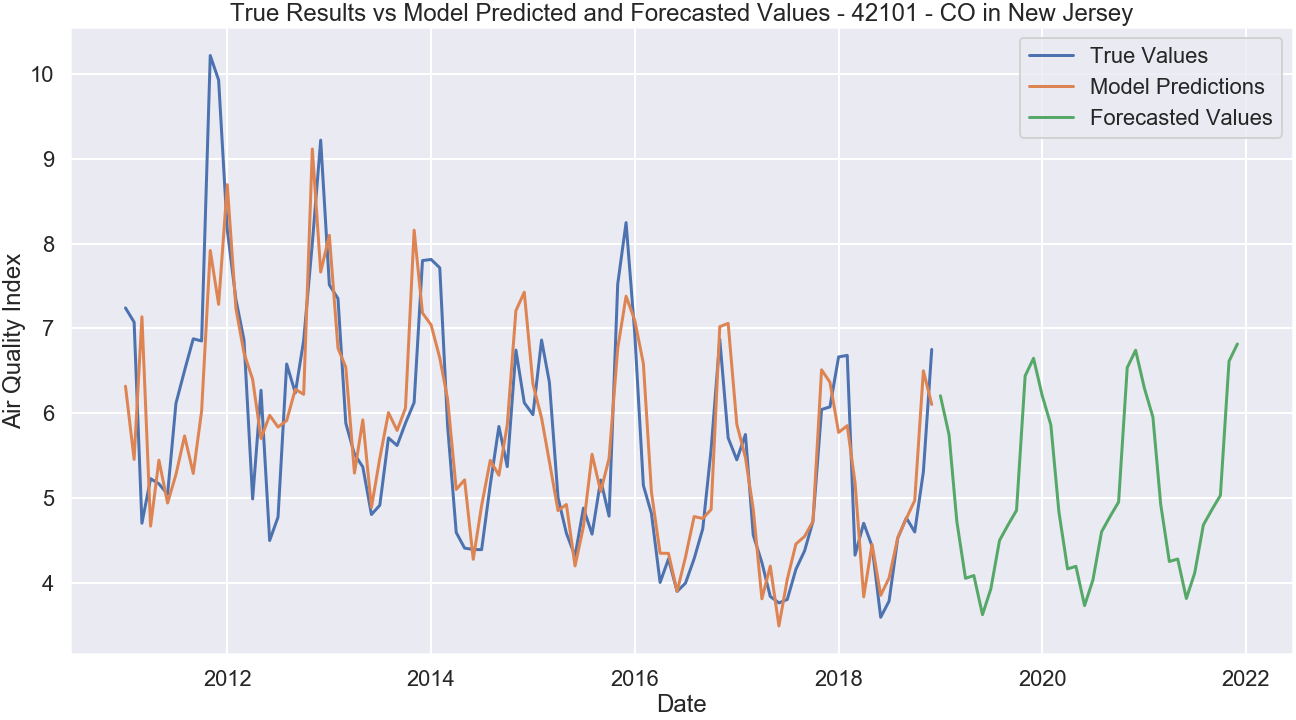 True Results vs Model Predicted and Forecasted Values - 42101 - CO in New Jersey
True Values
Model Predictions
Forecasted Values
Air Quality Index
10
9
8
7
6
5
4
2012 2014 2016 2018 2020 2022
Date